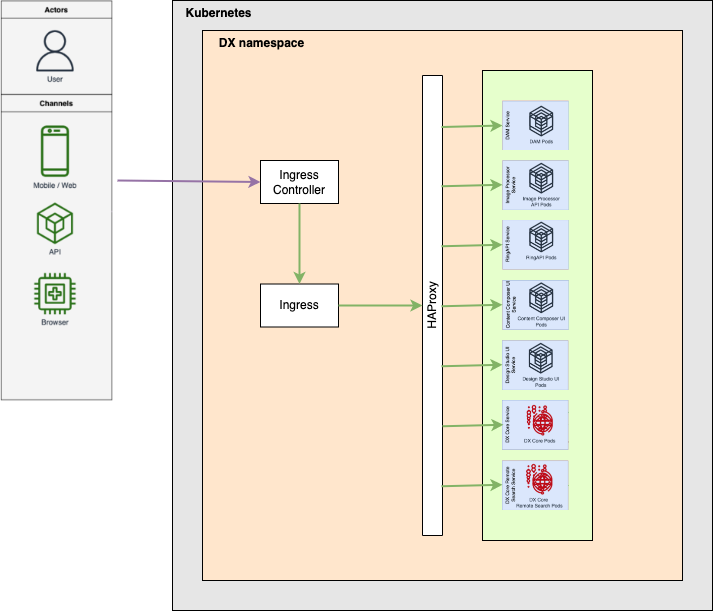 Actors
User
Channels
Mobile / Web
API
Browser
Kubernetes
DX namespace
Ingress
Controller
Ingress
HAProxy
DAM Service
DAM Pods
Image Processor
Service
Image Processor
API Pods
RingAPI Service
RingAPI Pods
Content Composer UI
Service
Content Composer UI
Pods
Design Studio UI
Service
Design Studio UI
Pods
DX Core Service
DX Core Pods
DX Core Remote
Search Service
DX Core
Remote Search Pods